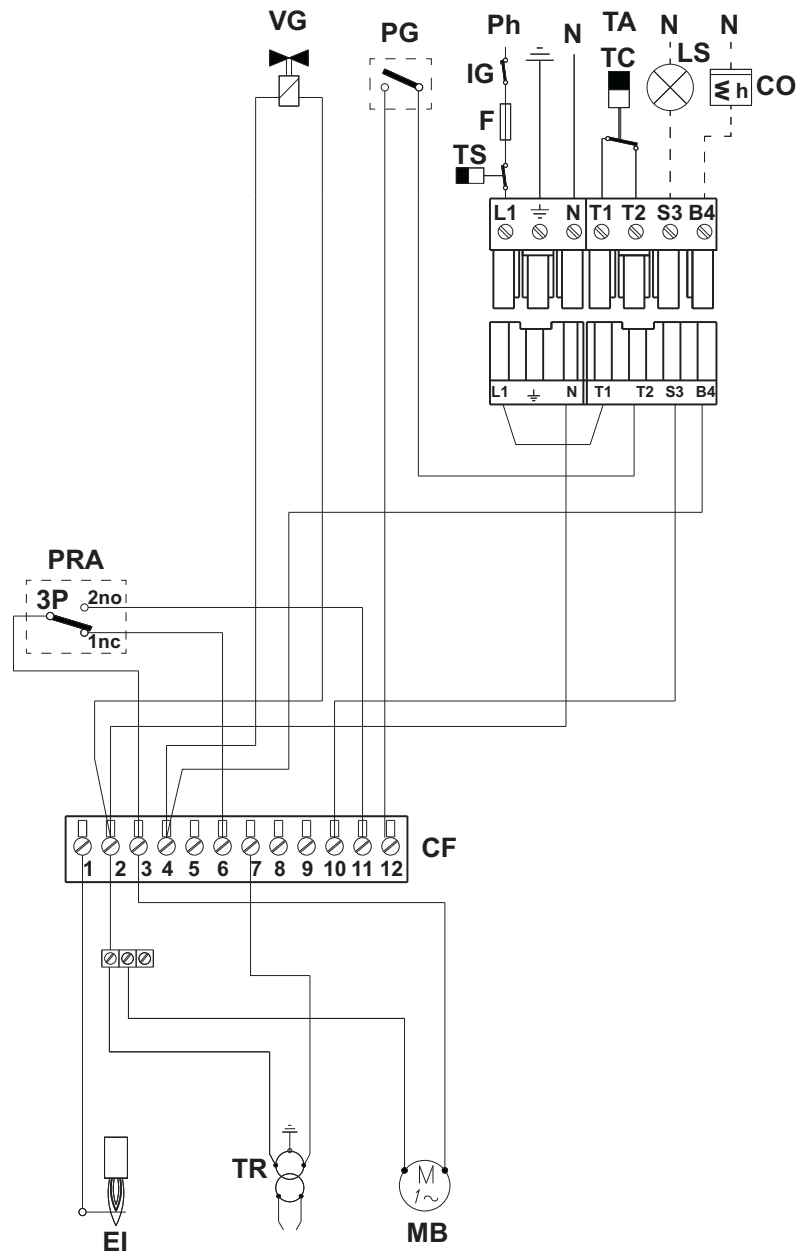 VG
PG
Ph
N
TA
N
N
TC
LS
IG
W h
CO
F
TS
L1 N T1 T2 S3 B4
L1 N T1 T2 S3 B4
PRA
3P
2no
1nc
CF
1 2 3 4 5 6 7 8 9 10 11 12
TR
M
1~
EI
MB